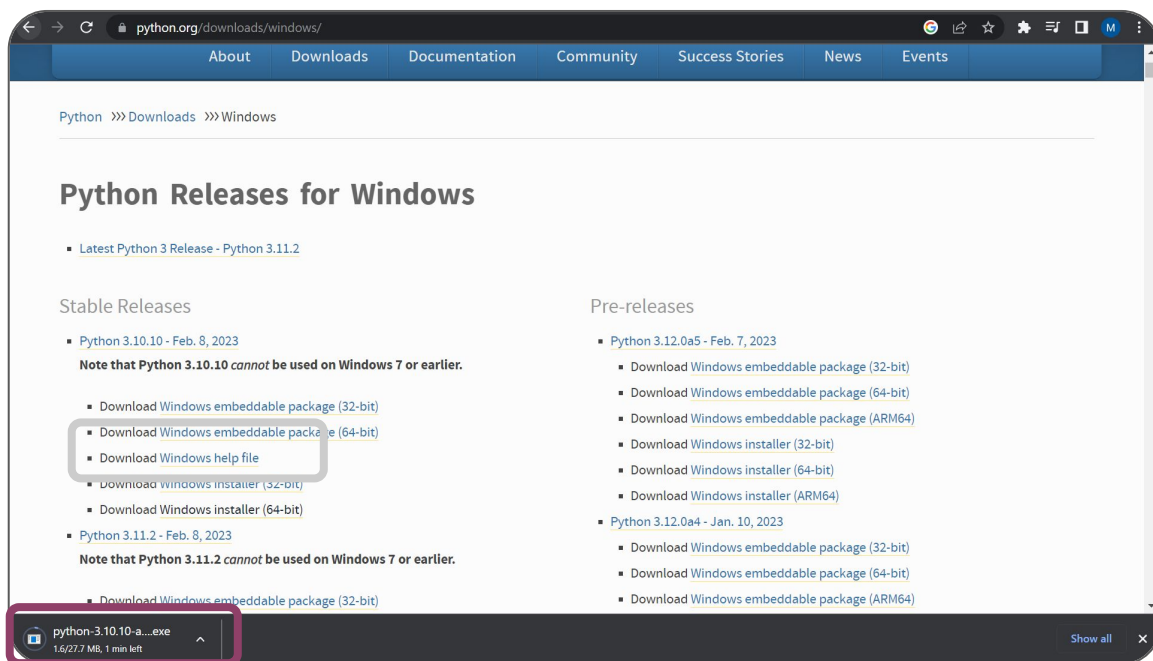 python.org/downloads/windows/
M
About Downloads Documentation Community Success Stories News Events
Python >>> Downloads >>> Windows
Python Releases for Windows
Latest Python 3 Release - Python 3.11.2
Stable Releases
Python 3.10.10 - Feb. 8, 2023
Note that Python 3.10.10 cannot be used on Windows 7 or earlier.
Download Windows embeddable package (32-bit)
Download Windows embeddable package (64-bit)
Download Windows help file
Download Windows installer (32-bit)
Download Windows installer (64-bit)
Python 3.11.2 - Feb. 8, 2023
Note that Python 3.11.2 cannot be used on Windows 7 or earlier.
Download Windows embeddable package (32-bit)
Pre-releases
Python 3.12.0a5 - Feb. 7, 2023
Download Windows embeddable package (32-bit)
Download Windows embeddable package (64-bit)
Download Windows embeddable package (ARM64)
Download Windows installer (32-bit)
Download Windows installer (64-bit)
Download Windows installer (ARM64)
Python 3.12.0a4 - Jan. 10, 2023
Download Windows embeddable package (32-bit)
Download Windows embeddable package (64-bit)
Download Windows embeddable package (ARM64)
python-3.10.10-a....exe
1.6/27.7 MB, 1 min left
Show all